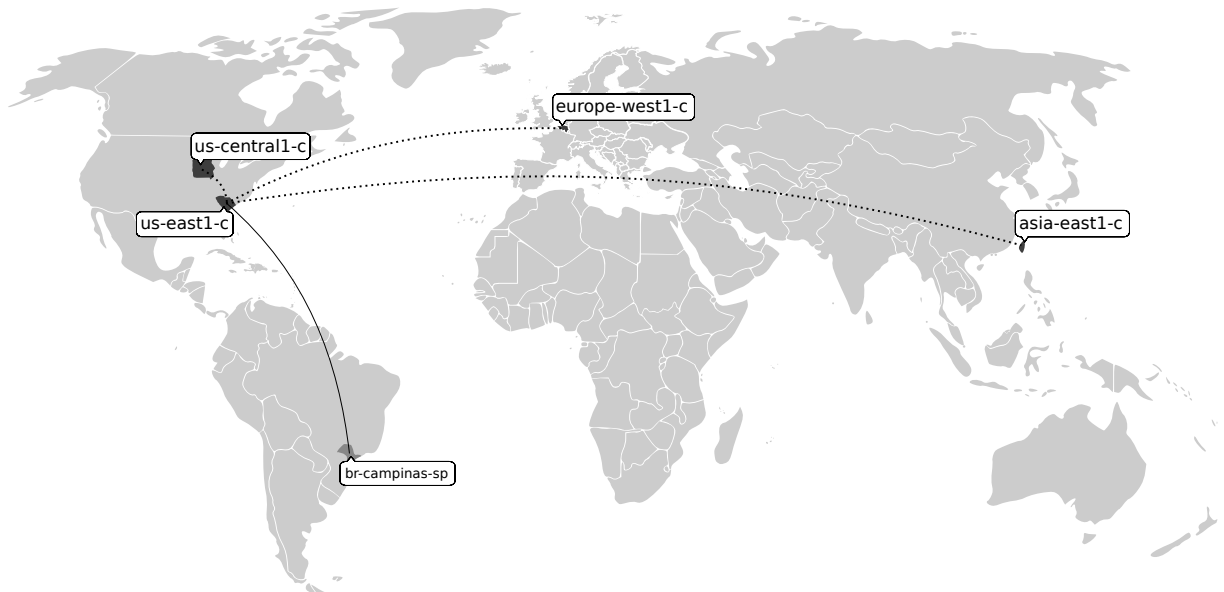 europe-west1-c
us-central1-c
us-east1-c
asia-east1-c
br-campinas-sp